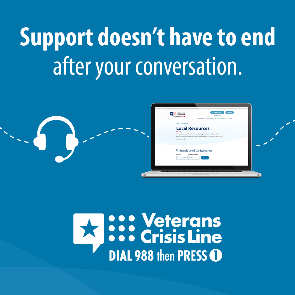 Support doesn't have to end
after your conversation.
Local Resources
Veterans
Crisis Line
DIAL 988 then PRESS 1